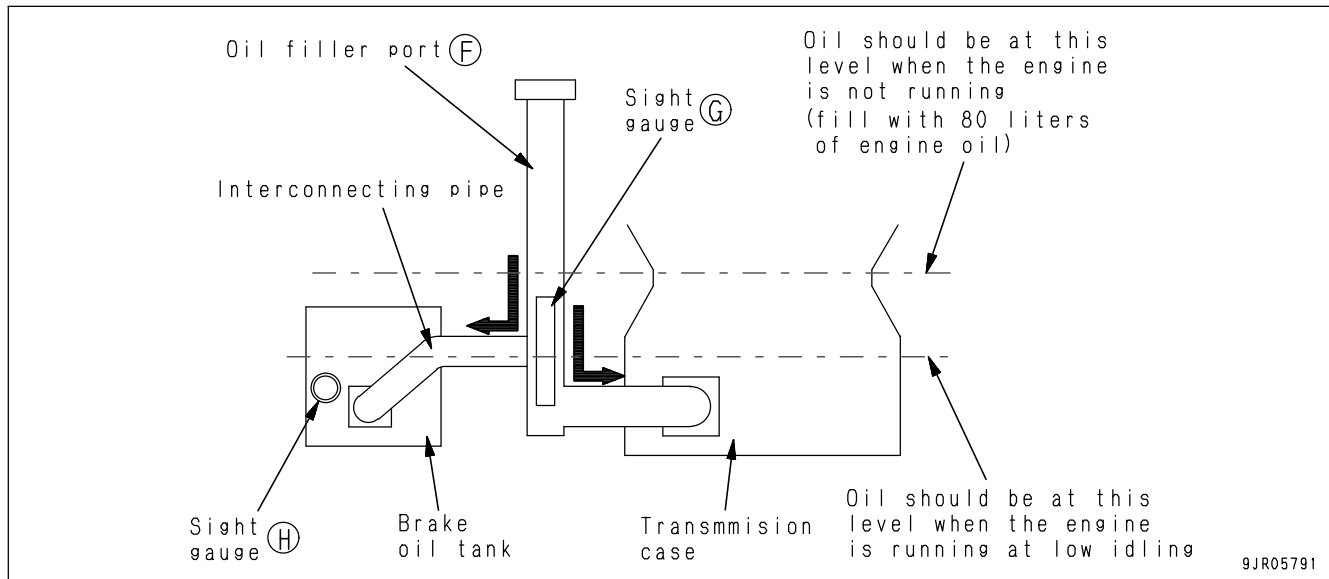 Oil filler port F
Sight
gauge G
Oil should be at this
level when the engine
is not running
(fill with 80 liters
of engine oil)
Interconnecting pipe
Sight
gauge H
Brake
oil tank
Transmmision
case
Oil should be at this
level when the engine
is running at low idling
9JR05791